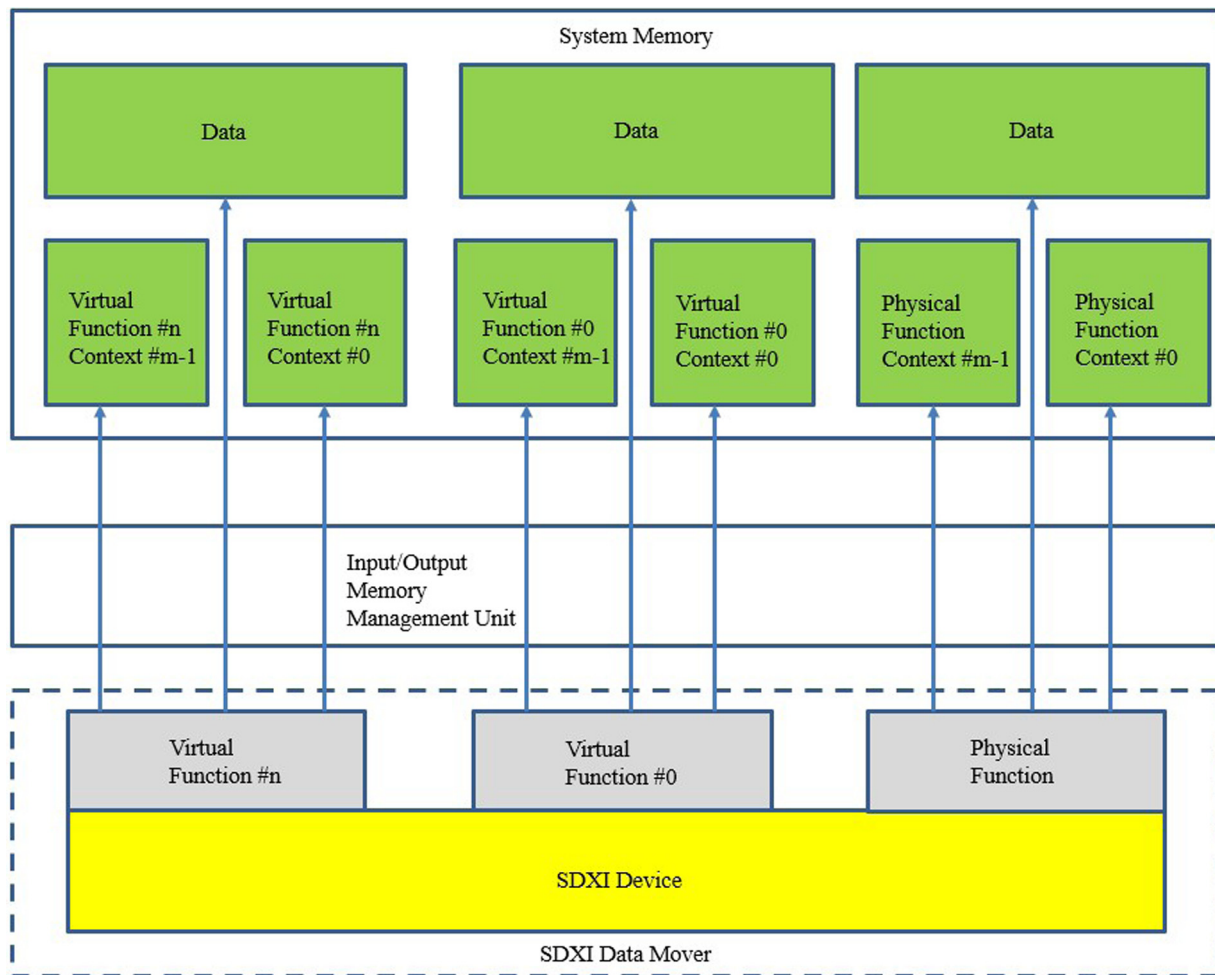 System Memory
Data
Data
Data
Virtual
Function #n
Context #m-1
Virtual
Function #n
Context #0
Virtual
Function #0
Context #m-1
Virtual
Function #0
Context #0
Physical
Function
Context #m-1
Physical
Function
Context #0
Input/Output
Memory
Management Unit
Virtual
Function #n
Virtual
Function #0
Physical
Function
SDXI Device
SDXI Data Mover